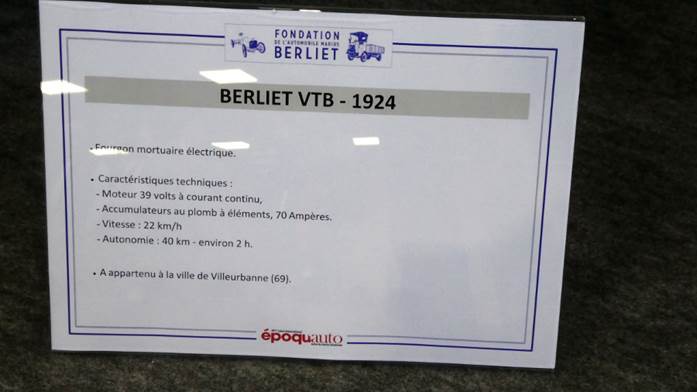 FONDATION
DE L'AUTOMOBILE MARIUS
BERLIET
BERLIET VTB - 1924
- Fourgon mortuaire électrique.
• Caractéristiques techniques :
- Moteur 39 volts à courant continu,
- Accumulateurs au plomb à éléments, 70 Ampères.
- Vitesse : 22 km/h
- Autonomie : 40 km - environ 2 h.
• A appartenu à la ville de Villeurbanne (69).
époquauto